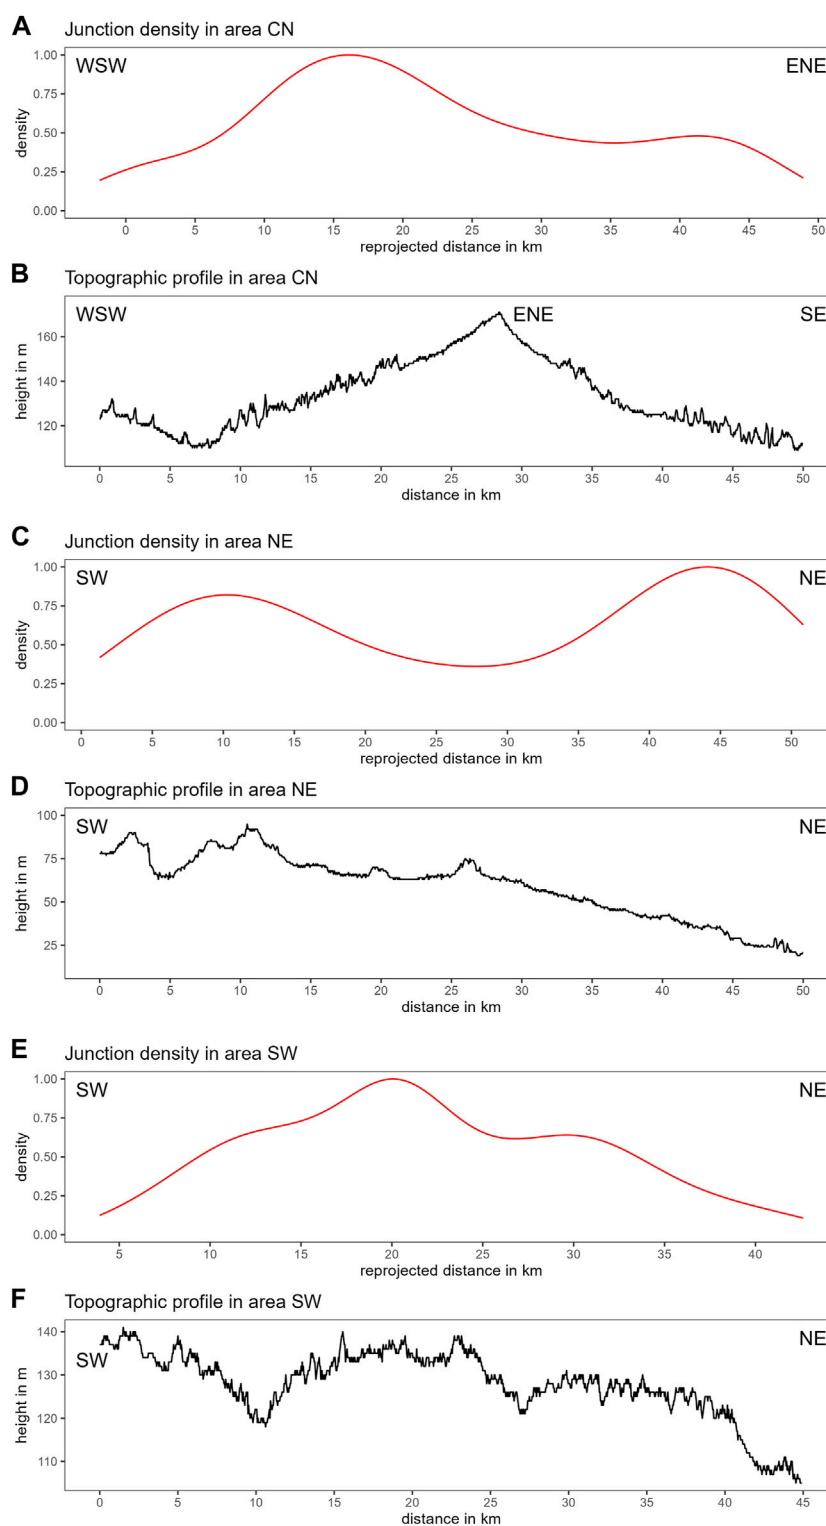 A Junction density in area CN
WSW ENE
1.00
0.75
0.50
0.25
0.00
density
0 5 10 15 20 25 30 35 40 45 50
reprojected distance in km
B Topographic profile in area CN
WSW ENE SE
160
140
120
height in m
0 5 10 15 20 25 30 35 40 45 50
distance in km
C Junction density in area NE
SW NE
1.00
0.75
0.50
0.25
0.00
density
0 5 10 15 20 25 30 35 40 45 50
reprojected distance in km
D Topographic profile in area NE
SW NE
100
75
50
25
height in m
0 5 10 15 20 25 30 35 40 45 50
distance in km
E Junction density in area SW
SW NE
1.00
0.75
0.50
0.25
0.00
density
5 10 15 20 25 30 35 40
reprojected distance in km
F Topographic profile in area SW
SW NE
140
130
120
110
height in m
0 5 10 15 20 25 30 35 40 45
distance in km